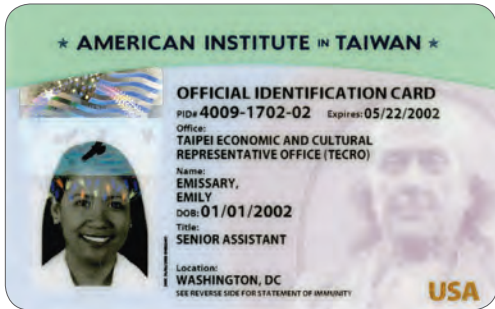 ★ AMERICAN INSTITUTE IN TAIWAN ★
OFFICIAL IDENTIFICATION CARD
PID# 4009-1702-02 Expires: 05/22/2002
Office:
TAIPEI ECONOMIC AND CULTURAL
REPRESENTATIVE OFFICE (TECRO)
Name:
EMISSARY,
EMILY
DOB: 01/01/2002
Title:
SENIOR ASSISTANT
Location:
WASHINGTON, DC
SEE REVERSE SIDE FOR STATEMENT OF IMMUNITY
USA